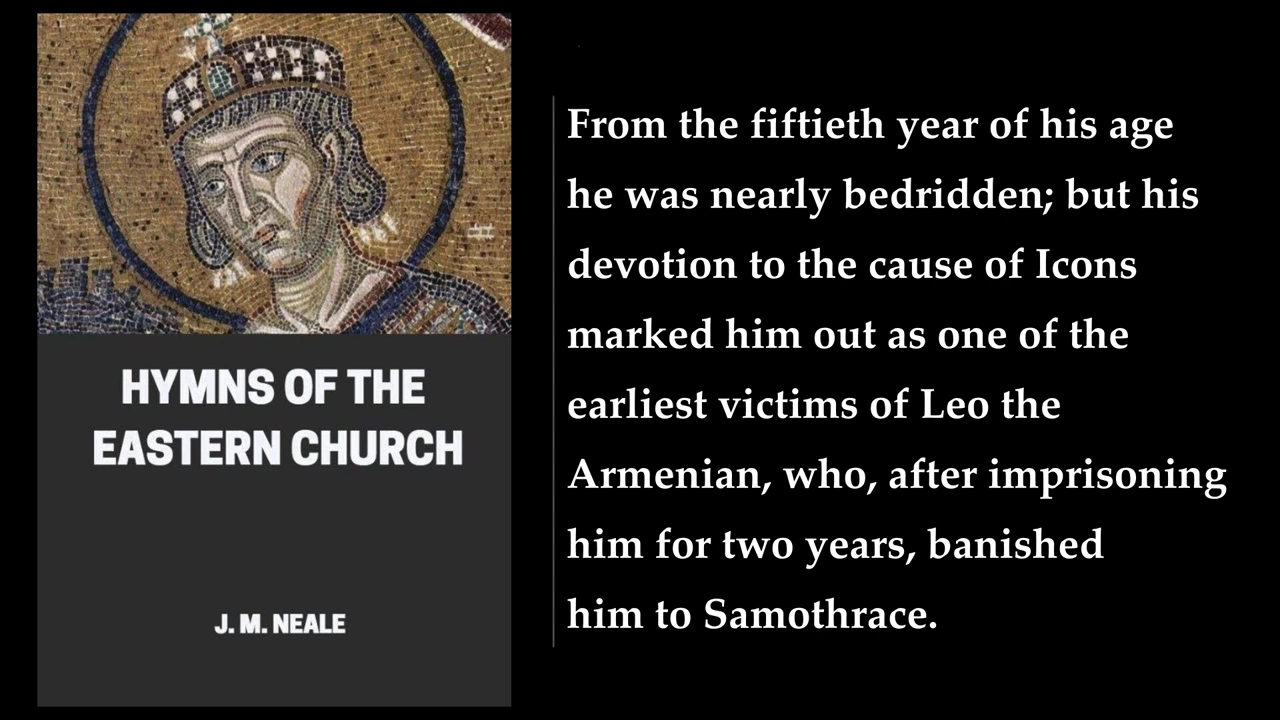 HYMNS OF THE
EASTERN CHURCH
J. M. NEALE
From the fiftieth year of his age
he was nearly bedridden; but his
devotion to the cause of Icons
marked him out as one of the
earliest victims of Leo the
Armenian, who, after imprisoning
him for two years, banished
him to Samothrace.